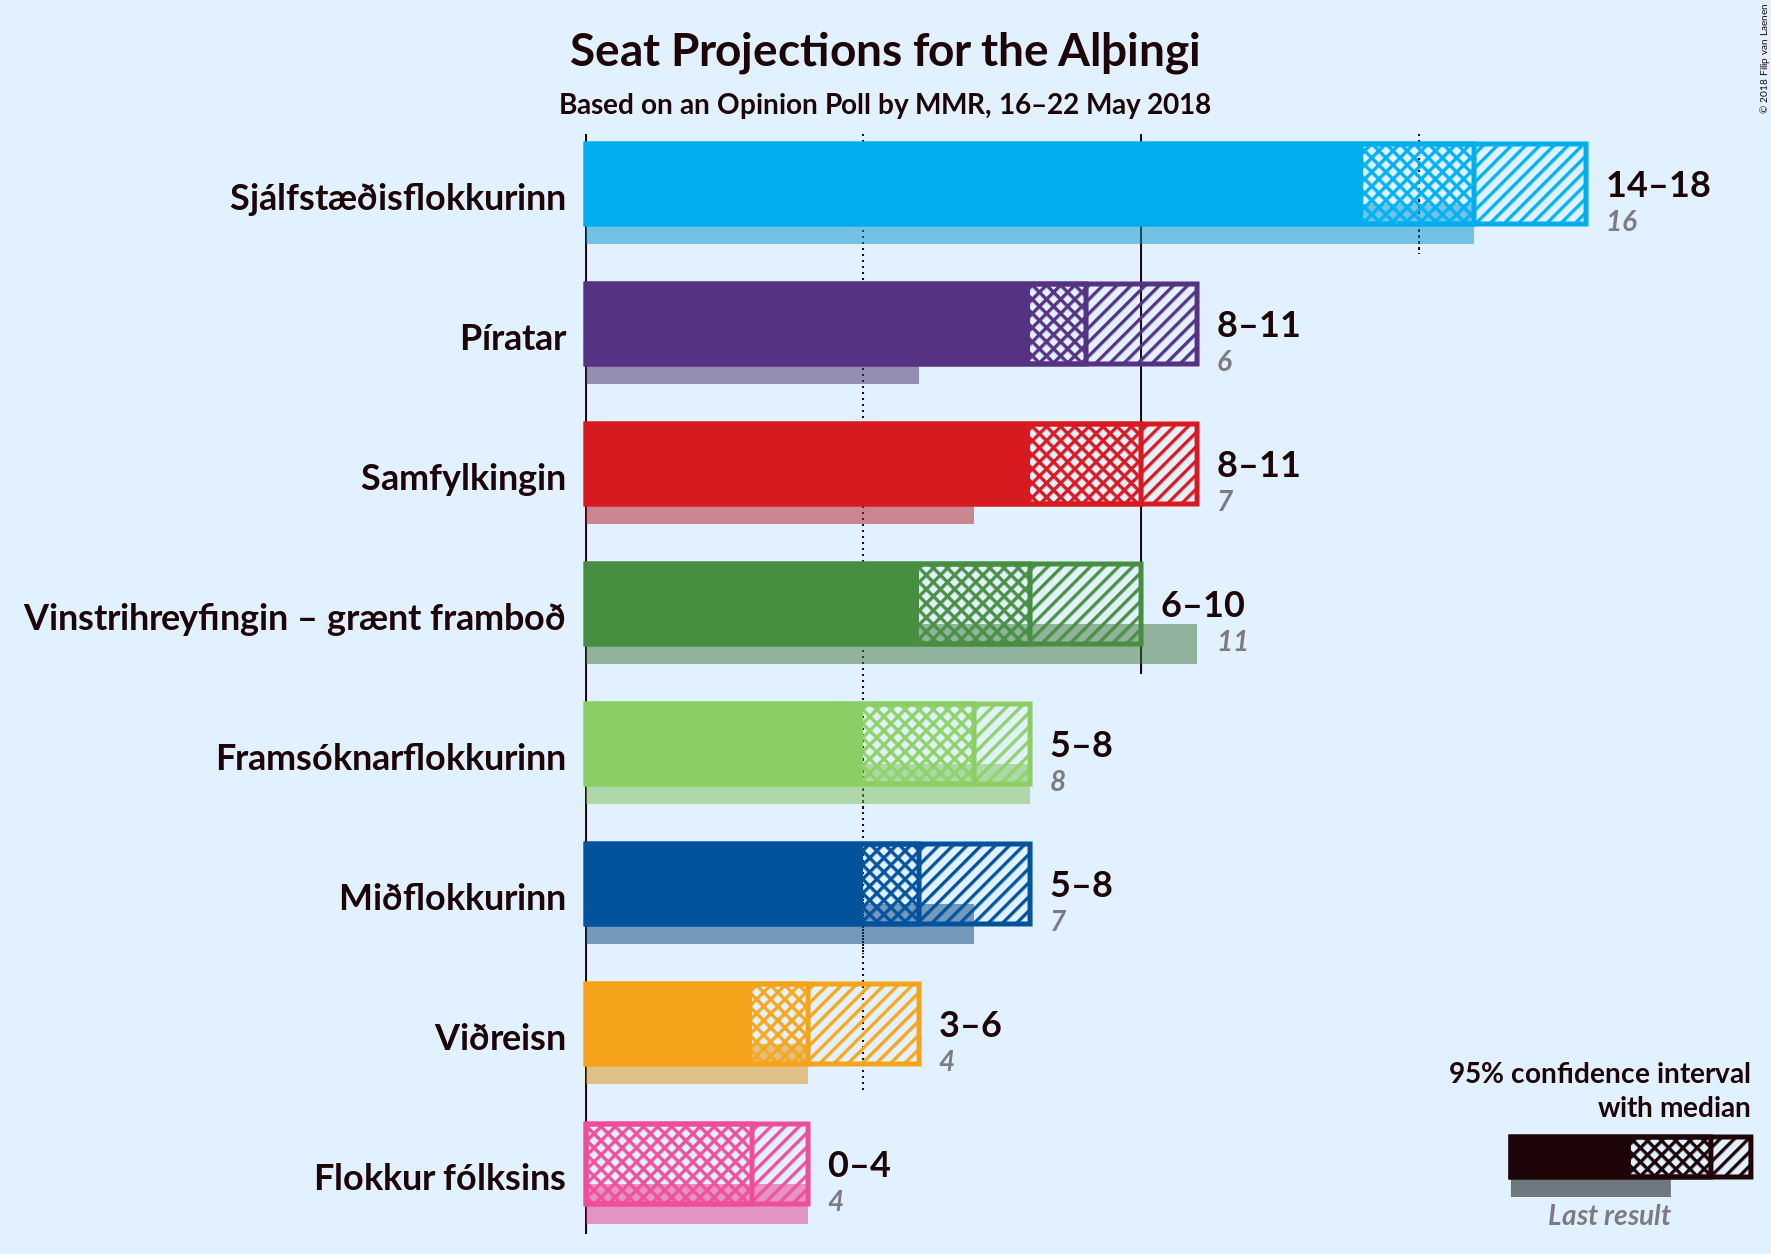 Seat Projections for the Alþingi
Based on an Opinion Poll by MMR, 16–22 May 2018
© 2018 Filip van Laenen
Sjálfstæðisflokkurinn
14–18
16
Píratar
8–11
6
Samfylkingin
8–11
7
Vinstrihreyfingin – grænt framboð
6–10
11
Framsóknarflokkurinn
5–8
8
Miðflokkurinn
5–8
7
Viðreisn
3–6
4
Flokkur fólksins
0–4
4
95% confidence interval
with median
Last result